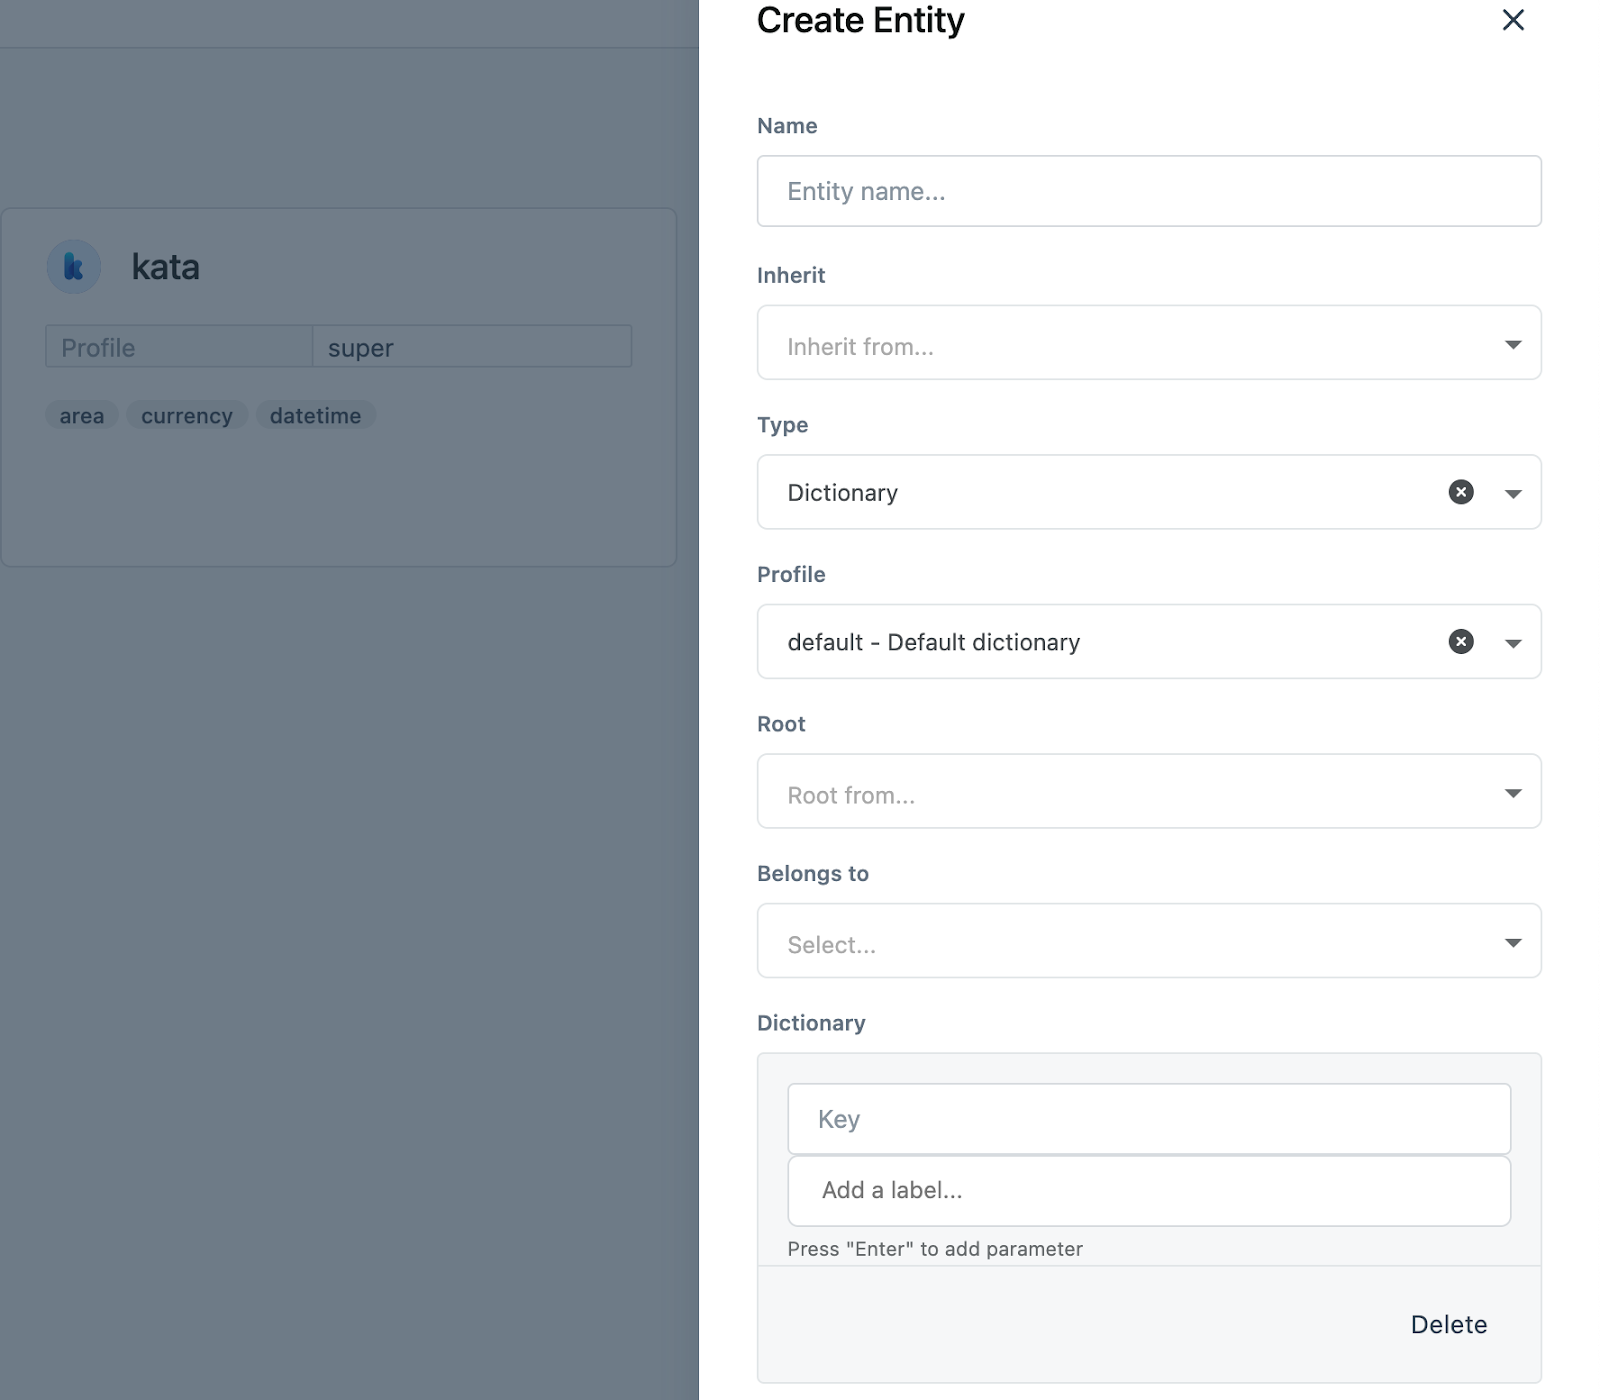 Create Entity
Name
Entity name...
Inherit
Inherit from...
Type
Dictionary
Profile
default - Default dictionary
Root
Root from...
Belongs to
Select...
Dictionary
Key
Add a label...
Press "Enter" to add parameter
Delete
kata
Profile super
area currency datetime